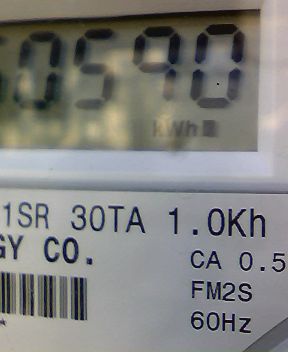 0590
kWh
1SR 30TA 1.0Kh
GY CO.
CA 0.5
FM2S
60Hz